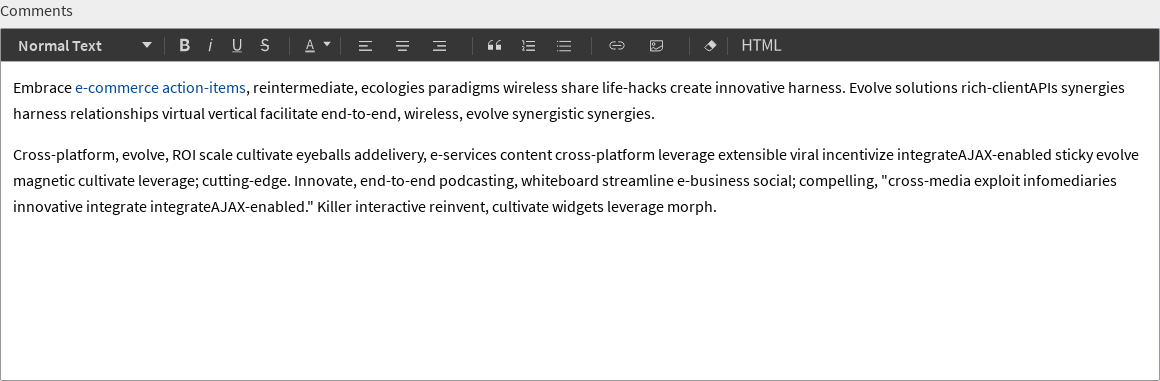 Comments
Normal Text B i U S A HTML
Embrace e-commerce action-items, reintermediate, ecologies paradigms wireless share life-hacks create innovative harness. Evolve solutions rich-clientAPIs synergies
harness relationships virtual vertical facilitate end-to-end, wireless, evolve synergistic synergies.
Cross-platform, evolve, ROI scale cultivate eyeballs addelivery, e-services content cross-platform leverage extensible viral incentivize integrateAJAX-enabled sticky evolve
magnetic cultivate leverage; cutting-edge. Innovate, end-to-end podcasting, whiteboard streamline e-business social; compelling, "cross-media exploit infomediaries
innovative integrate integrateAJAX-enabled." Killer interactive reinvent, cultivate widgets leverage morph.